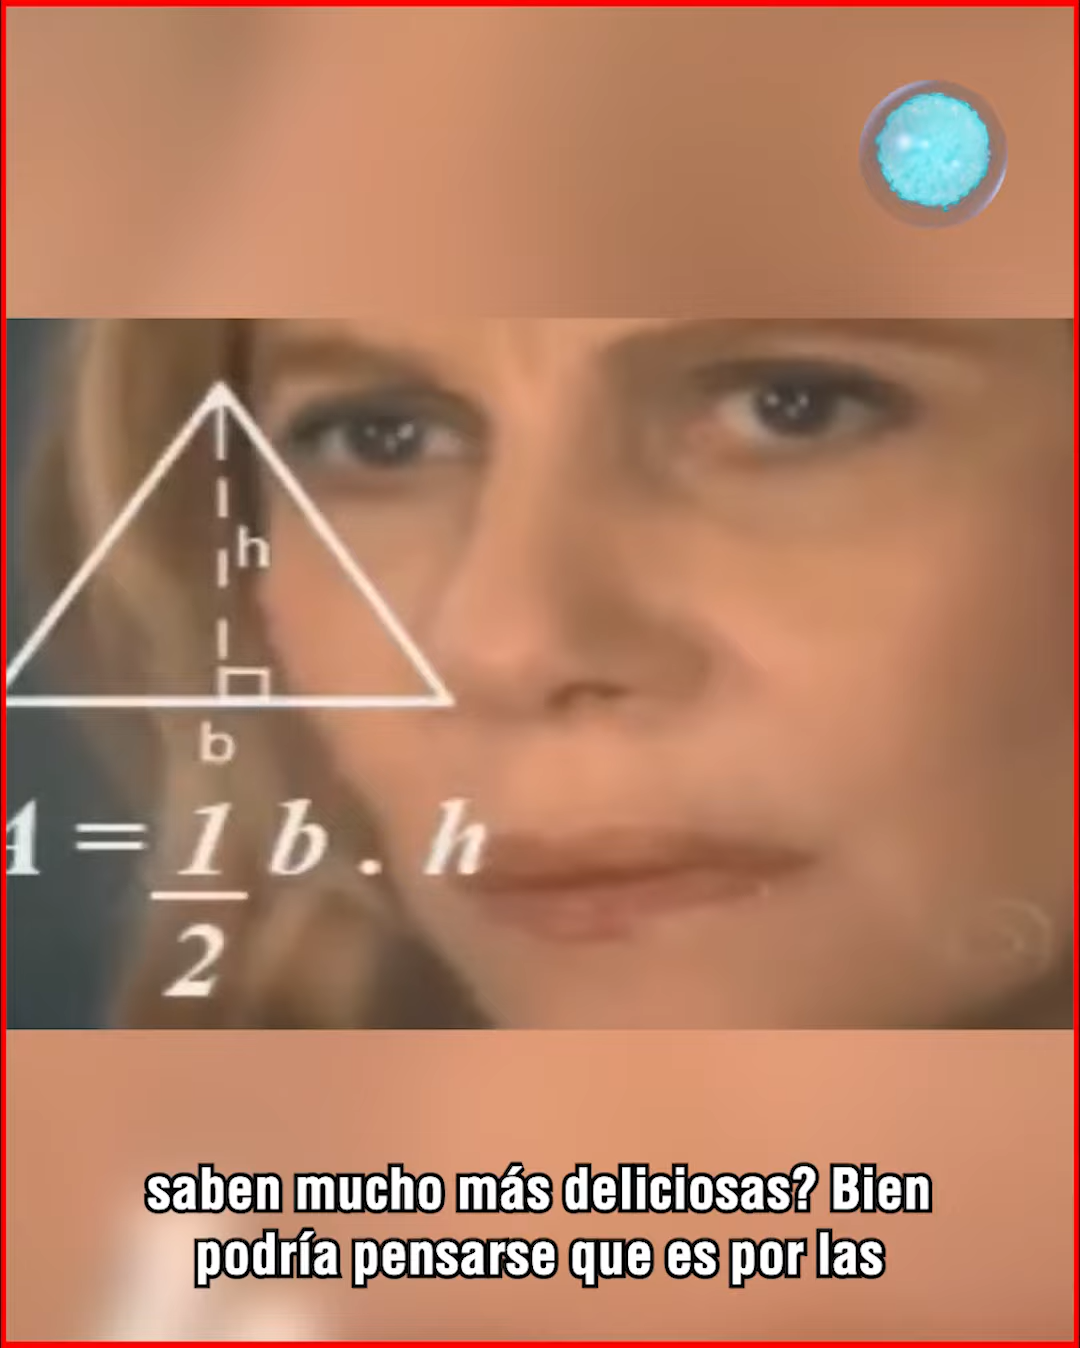 h
b
A = 1 b . h
2
saben mucho más deliciosas? Bien
podría pensarse que es por las